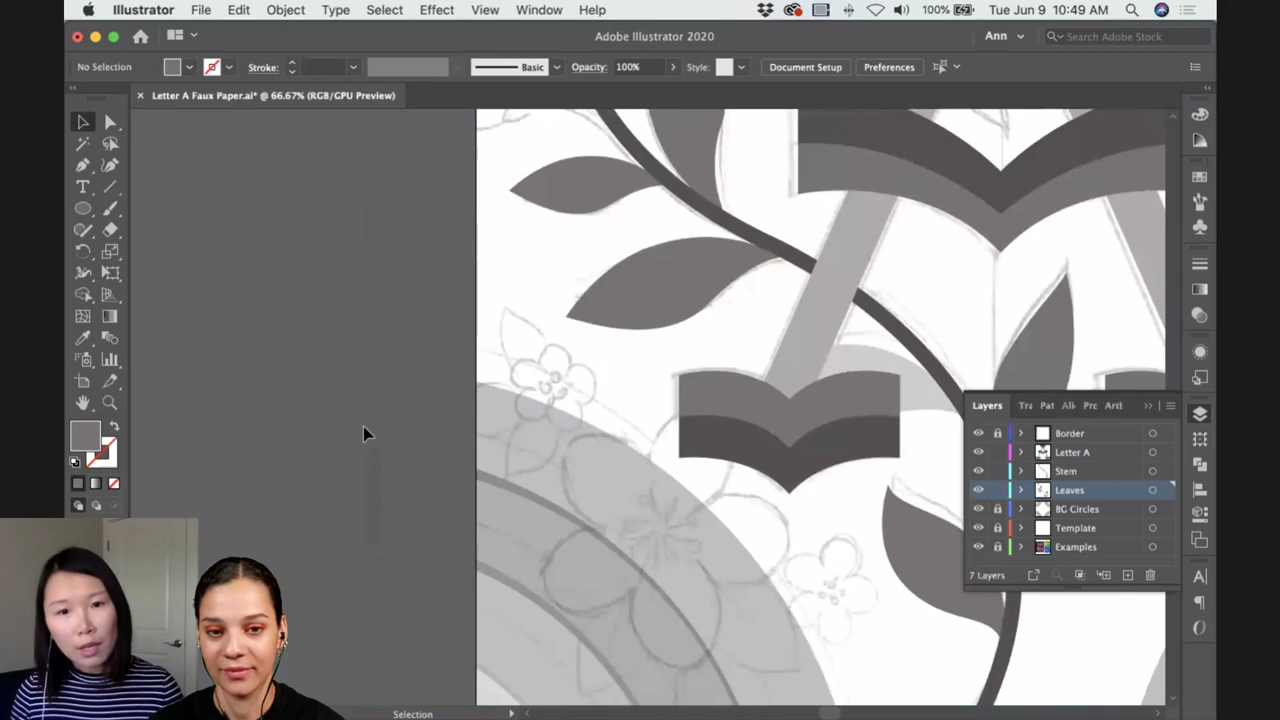 Illustrator File Edit Object Type Select Effect View Window Help 100% Tue Jun 9 10:49 AM
Adobe Illustrator 2020 Ann Search Adobe Stock
No Selection Stroke: Basic Opacity: 100% Style: Document Setup Preferences
Letter A Faux Paper.ai* @ 66.67% (RGB/GPU Preview)
Layers Tra Pat Ali Pro Artl
Border
Letter A
Stem
Leaves
BG Circles
Template
Examples
7 Layers
Selection